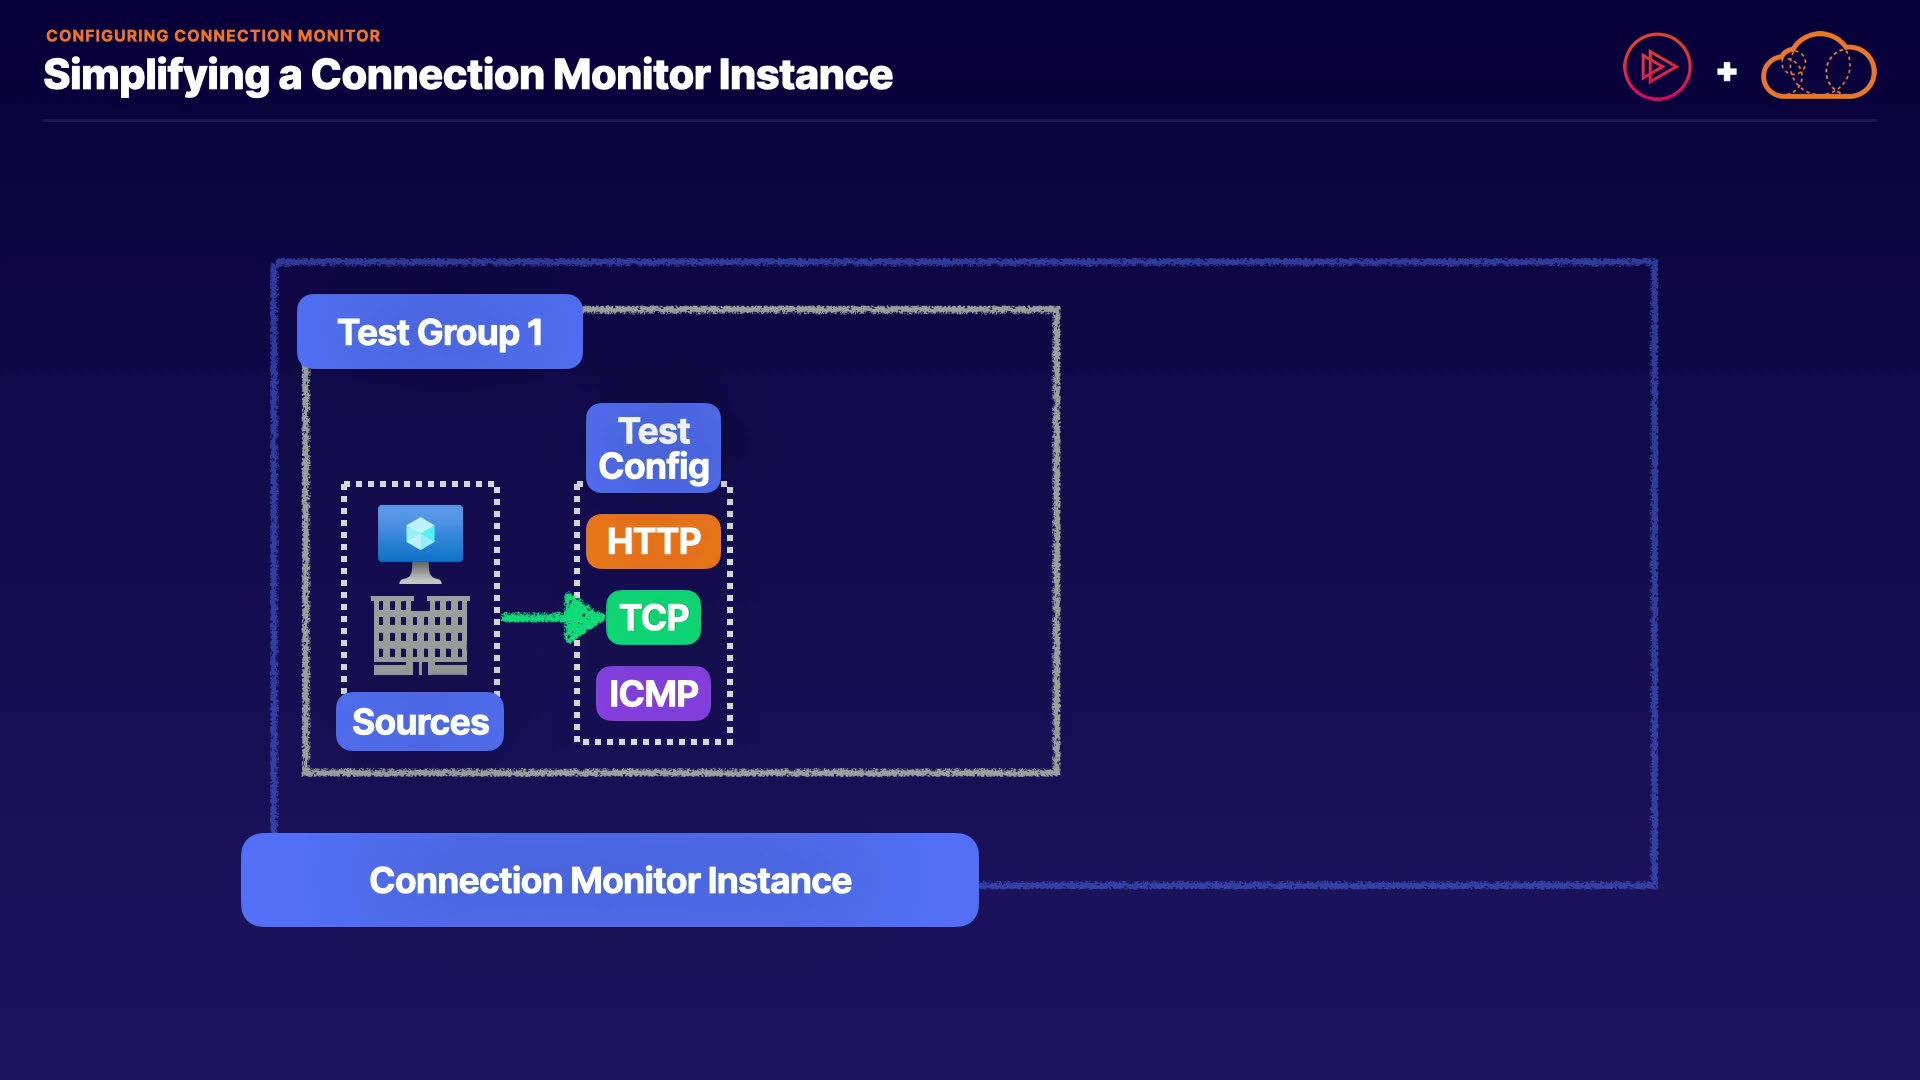 CONFIGURING CONNECTION MONITOR
Simplifying a Connection Monitor Instance
Test Group 1
Test
Config
HTTP
TCP
ICMP
Sources
Connection Monitor Instance